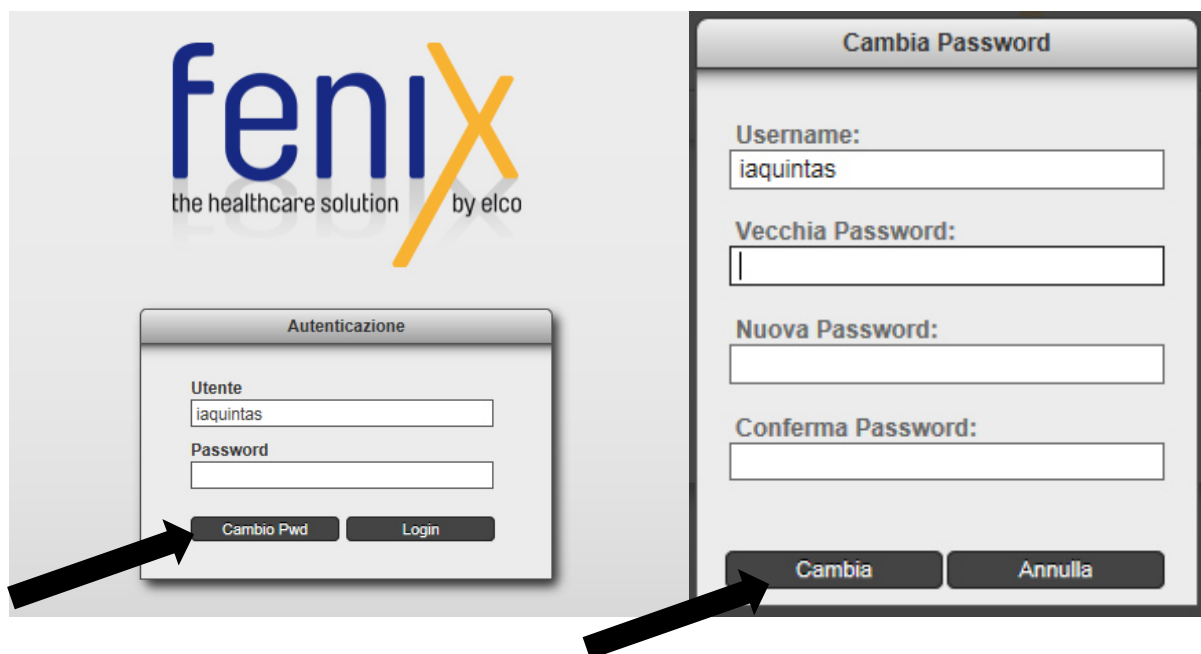 fenix
the healthcare solution by elco
Autenticazione
Utente
iaquintas
Password
Cambio Pwd Login
Cambia Password
Username:
iaquintas
Vecchia Password:
Nuova Password:
Conferma Password:
Cambia Annulla